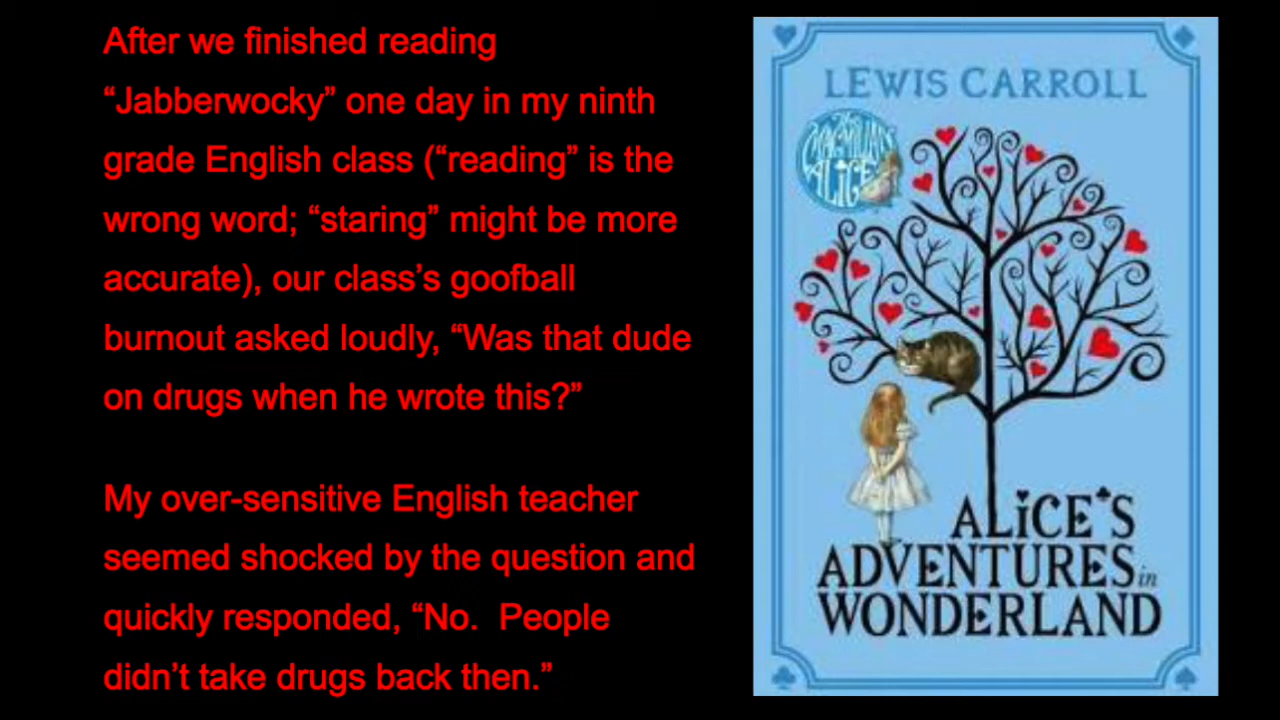 After we finished reading
“Jabberwocky” one day in my ninth
grade English class (“reading” is the
wrong word; “staring” might be more
accurate), our class’s goofball
burnout asked loudly, “Was that dude
on drugs when he wrote this?”
My over-sensitive English teacher
seemed shocked by the question and
quickly responded, “No.  People
didn’t take drugs back then.”
LEWIS CARROLL
THE
MACMILLAN
ALiCE
ALiCE'S
ADVENTURES in
WONDERLAND